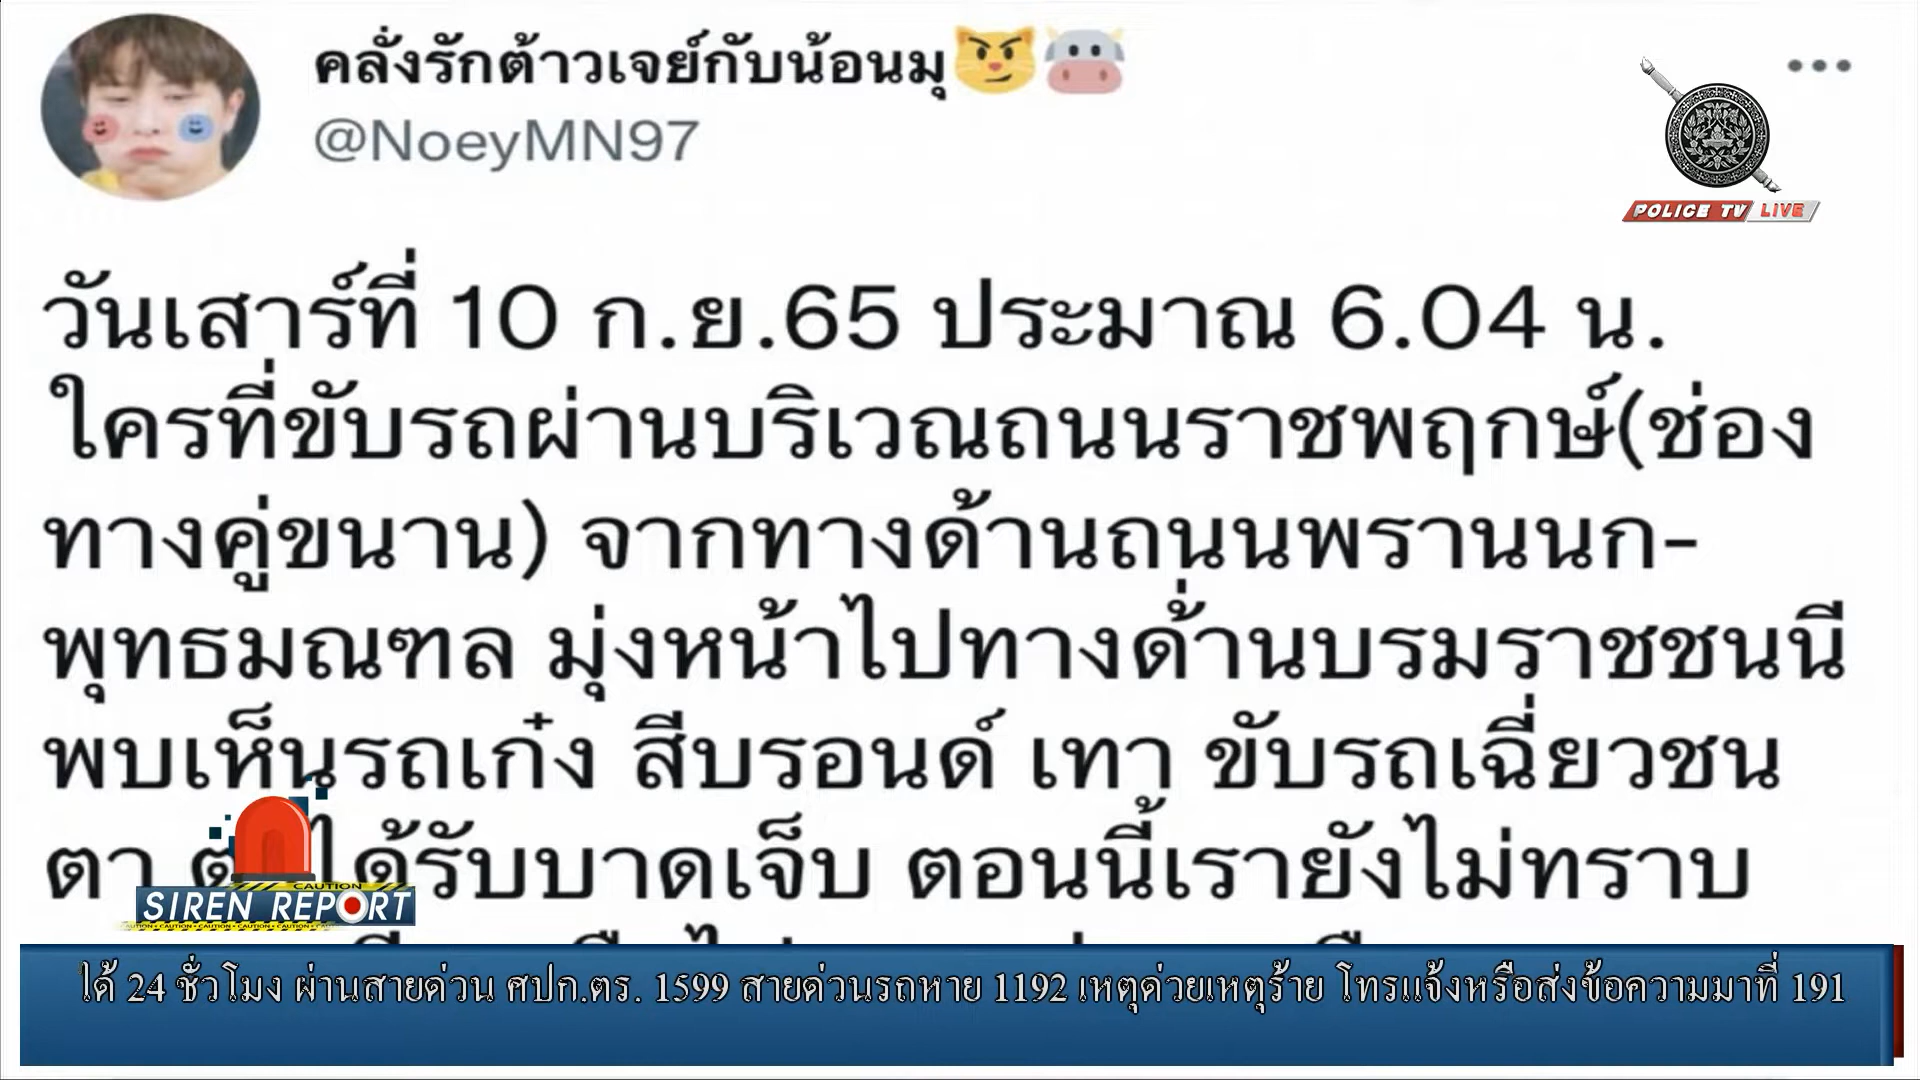 คลั่งรักต้าวเจย์กับน้อนมุ😼🐮
@NoeyMN97
POLICE TV LIVE
วันเสาร์ที่ 10 ก.ย.65 ประมาณ 6.04 น.
ใครที่ขับรถผ่านบริเวณถนนราชพฤกษ์(ช่อง
ทางคู่ขนาน) จากทางด้านถนนพรานนก-
พุทธมณฑล มุ่งหน้าไปทางด้านบรมราชชนนี
พบเห็นรถเก๋ง สีบรอนด์ เทา ขับรถเฉี่ยวชน
ตา ได้รับบาดเจ็บ ตอนนี้เรายังไม่ทราบ
CAUTION
SIREN REPORT
CAUTION • CAUTION • CAUTION • CAUTION • CAUTION
ได้ 24 ชั่วโมง ผ่านสายด่วน ศปก.ตร. 1599 สายด่วนรถหาย 1192 เหตุด่วยเหตุร้าย โทรแจ้งหรือส่งข้อความมาที่ 191